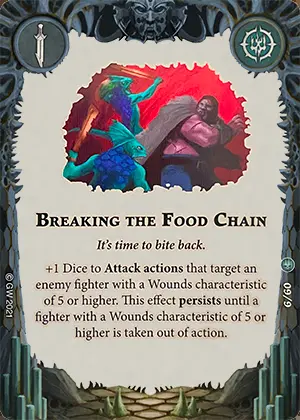 BREAKING THE FOOD CHAIN
It's time to bite back.
+1 Dice to Attack actions that target an
enemy fighter with a Wounds characteristic
of 5 or higher. This effect persists until a
fighter with a Wounds characteristic of 5 or
higher is taken out of action.
© GW 2021
6/60